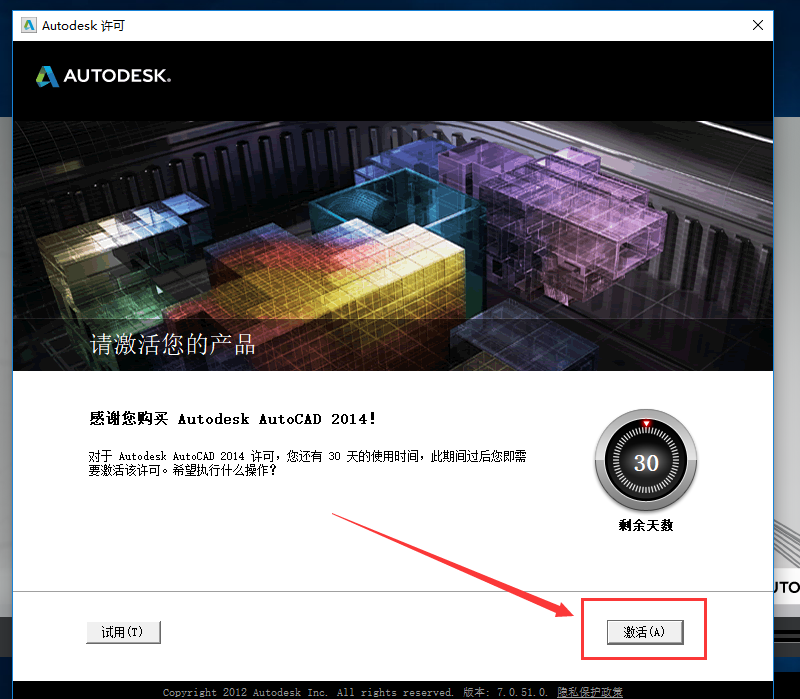 Autodesk 许可
AUTODESK.
请激活您的产品
感谢您购买 Autodesk AutoCAD 2014!
对于 Autodesk AutoCAD 2014 许可，您还有 30 天的使用时间，此期间过后您即需
要激活该许可。希望执行什么操作？
30
剩余天数
UTO
试用(T)
激活(A)
Copyright 2012 Autodesk Inc. All rights reserved. 版本: 7.0.51.0. 隐私保护政策